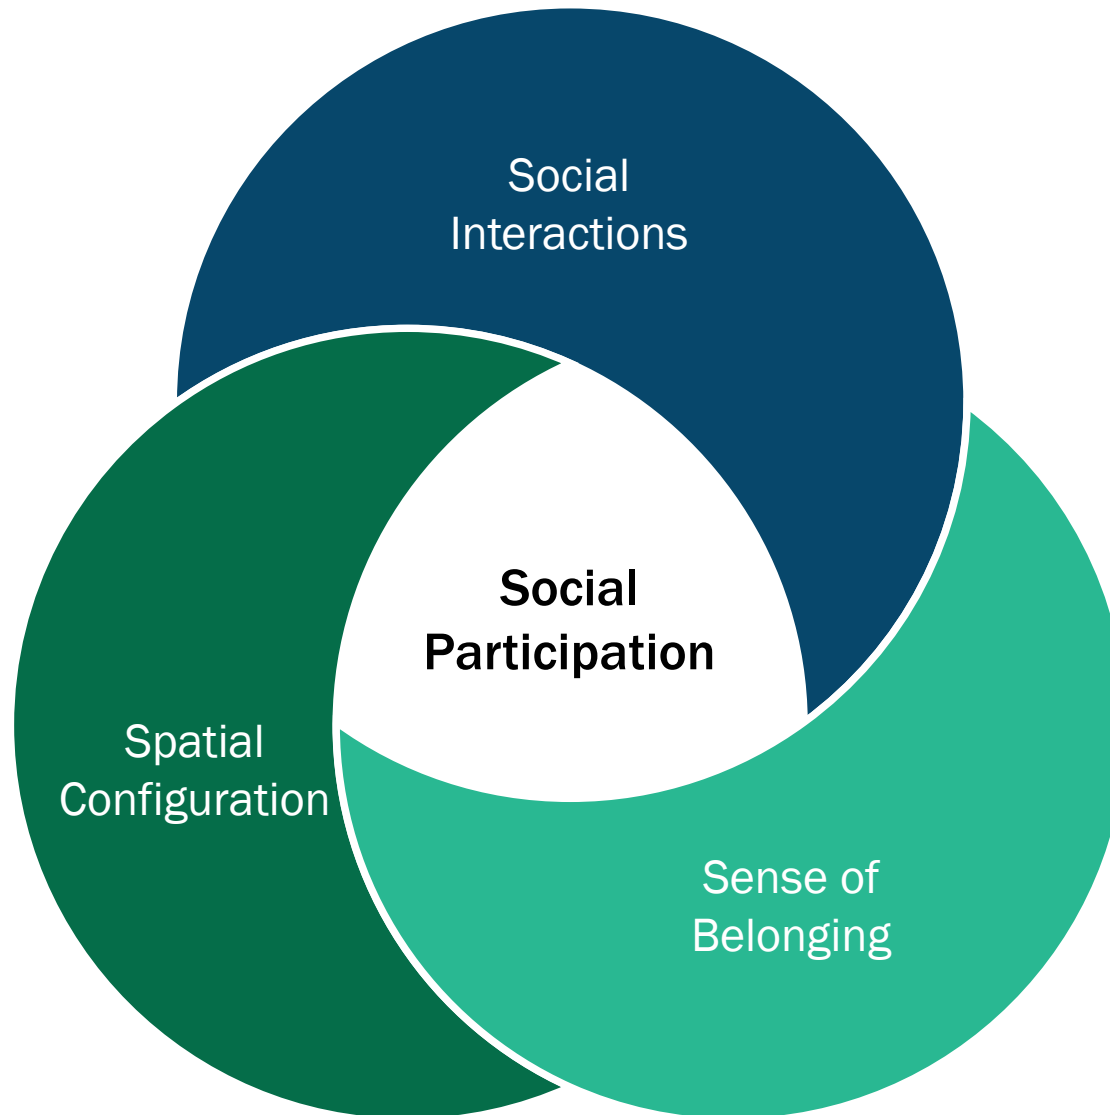 Social
Interactions
Social
Participation
Spatial
Configuration
Sense of
Belonging